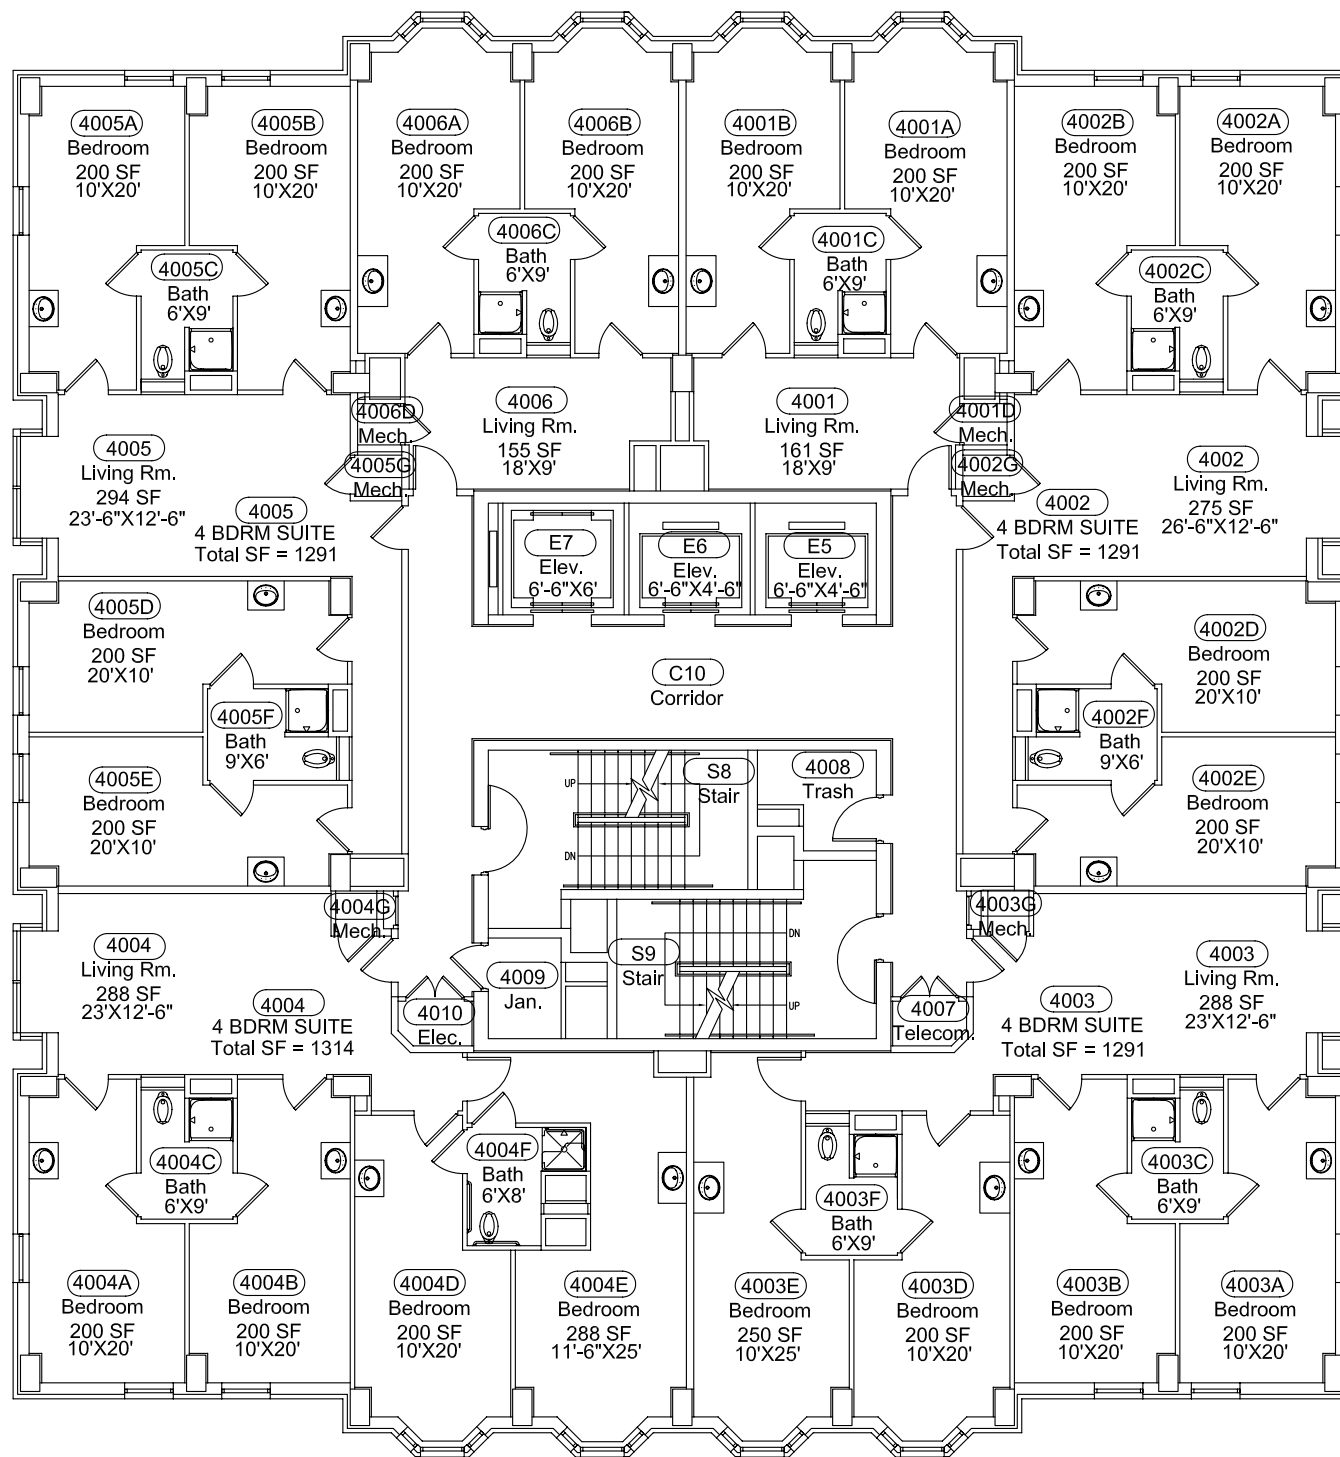 4005A
Bedroom
200 SF
10'X20'
4005B
Bedroom
200 SF
10'X20'
4006A
Bedroom
200 SF
10'X20'
4006B
Bedroom
200 SF
10'X20'
4001B
Bedroom
200 SF
10'X20'
4001A
Bedroom
200 SF
10'X20'
4002B
Bedroom
200 SF
10'X20'
4002A
Bedroom
200 SF
10'X20'
4005C
Bath
6'X9'
4006C
Bath
6'X9'
4001C
Bath
6'X9'
4002C
Bath
6'X9'
4006D
Mech.
4005G
Mech.
4006
Living Rm.
155 SF
18'X9'
4001
Living Rm.
161 SF
18'X9'
4001D
Mech.
4002G
Mech.
4005
Living Rm.
294 SF
23'-6"X12'-6"
4005
4 BDRM SUITE
Total SF = 1291
4002
4 BDRM SUITE
Total SF = 1291
4002
Living Rm.
275 SF
26'-6"X12'-6"
E7
Elev.
6'-6"X6'
E6
Elev.
6'-6"X4'-6"
E5
Elev.
6'-6"X4'-6"
4005D
Bedroom
200 SF
20'X10'
4005F
Bath
9'X6'
4005E
Bedroom
200 SF
20'X10'
C10
Corridor
4002D
Bedroom
200 SF
20'X10'
4002F
Bath
9'X6'
4002E
Bedroom
200 SF
20'X10'
UP
DN
S8
Stair
4008
Trash
4004G
Mech.
4003G
Mech.
4004
Living Rm.
288 SF
23'X12'-6"
4004
4 BDRM SUITE
Total SF = 1314
4010
Elec.
4009
Jan.
S9
Stair
DN
UP
4007
Telecom.
4003
4 BDRM SUITE
Total SF = 1291
4003
Living Rm.
288 SF
23'X12'-6"
4004C
Bath
6'X9'
4004F
Bath
6'X8'
4003F
Bath
6'X9'
4003C
Bath
6'X9'
4004A
Bedroom
200 SF
10'X20'
4004B
Bedroom
200 SF
10'X20'
4004D
Bedroom
200 SF
10'X20'
4004E
Bedroom
288 SF
11'-6"X25'
4003E
Bedroom
250 SF
10'X25'
4003D
Bedroom
200 SF
10'X20'
4003B
Bedroom
200 SF
10'X20'
4003A
Bedroom
200 SF
10'X20'